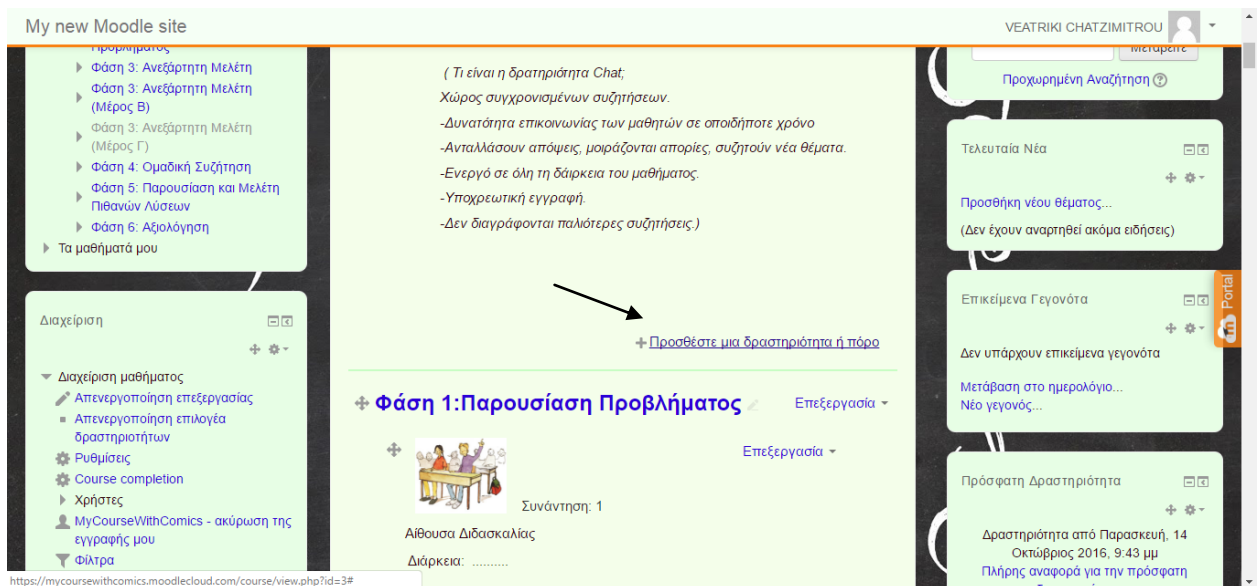 My new Moodle site
VEATRIKI CHATZIMITROU
Προβλήματος
Φάση 3: Ανεξάρτητη Μελέτη
Φάση 3: Ανεξάρτητη Μελέτη
(Μέρος Β)
Φάση 3: Ανεξάρτητη Μελέτη
(Μέρος Γ)
Φάση 4: Ομαδική Συζήτηση
Φάση 5: Παρουσίαση και Μελέτη
Πιθανών Λύσεων
Φάση 6: Αξιολόγηση
Τα μαθήματά μου
Διαχείριση
Διαχείριση μαθήματος
Απενεργοποίηση επεξεργασίας
Απενεργοποίηση επιλογέα
δραστηριοτήτων
Ρυθμίσεις
Course completion
Χρήστες
MyCourseWithComics - ακύρωση της
εγγραφής μου
Φίλτρα
https://mycoursewithcomics.moodlecloud.com/course/view.php?id=3#
( Τι είναι η δρατηριότητα Chat;
Χώρος συγχρονισμένων συζητήσεων.
-Δυνατότητα επικοινωνίας των μαθητών σε οποιδήποτε χρόνο
-Ανταλλάσουν απόψεις, μοιράζονται απορίες, συζητούν νέα θέματα.
-Ενεργό σε όλη τη δάιρκεια του μαθήματος.
-Υποχρεωτική εγγραφή.
-Δεν διαγράφονται παλιότερες συζητήσεις.)
Προσθέστε μια δραστηριότητα ή πόρο
Φάση 1:Παρουσίαση Προβλήματος
Επεξεργασία
Επεξεργασία
Συνάντηση: 1
Αίθουσα Διδασκαλίας
Διάρκεια: ..........
Μεταβείτε
Προχωρημένη Αναζήτηση
Τελευταία Νέα
Προσθήκη νέου θέματος...
(Δεν έχουν αναρτηθεί ακόμα ειδήσεις)
Επικείμενα Γεγονότα
Δεν υπάρχουν επικείμενα γεγονότα
Μετάβαση στο ημερολόγιο...
Νέο γεγονός...
Portal
Πρόσφατη Δραστηριότητα
Δραστηριότητα από Παρασκευή, 14
Οκτώβριος 2016, 9:43 μμ
Πλήρης αναφορά για την πρόσφατη